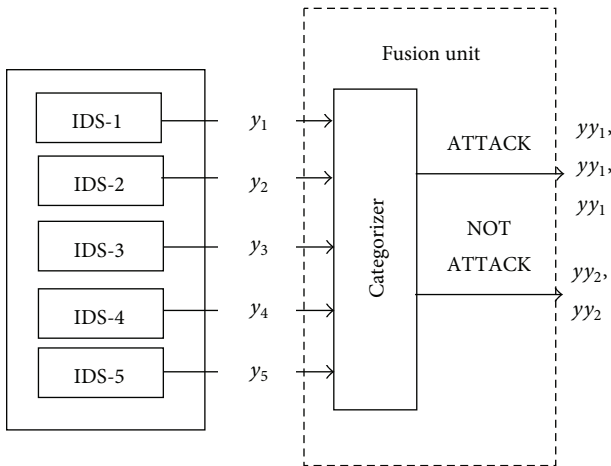 Fusion unit
IDS-1
y1
IDS-2
y2
IDS-3
y3
IDS-4
y4
IDS-5
y5
Categorizer
ATTACK
yy1,
yy1,
yy1
NOT
ATTACK
yy2,
yy2